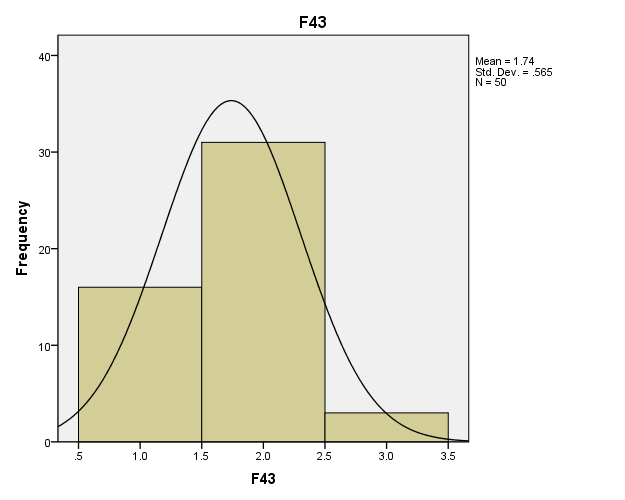 F43
Mean = 1.74
Std. Dev. = .565
N = 50
Frequency
40
30
20
10
0
.5 1.0 1.5 2.0 2.5 3.0 3.5
F43